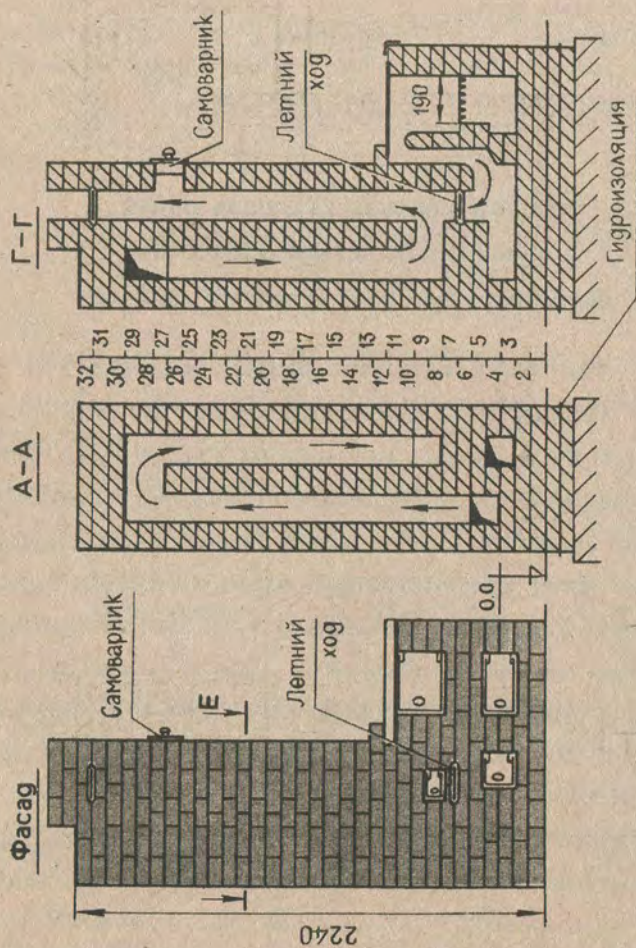 Фасад
Самоварник
E
Летний
ход
2240
0.0
А-А
32 31
30 29
28 27
26 25
24 23
22 21
20 19
18 17
16 15
14 13
12 11
10 9
8 7
6 5
4 3
2
Г-Г
Самоварник
Летний
ход
190
Гидроизоляция